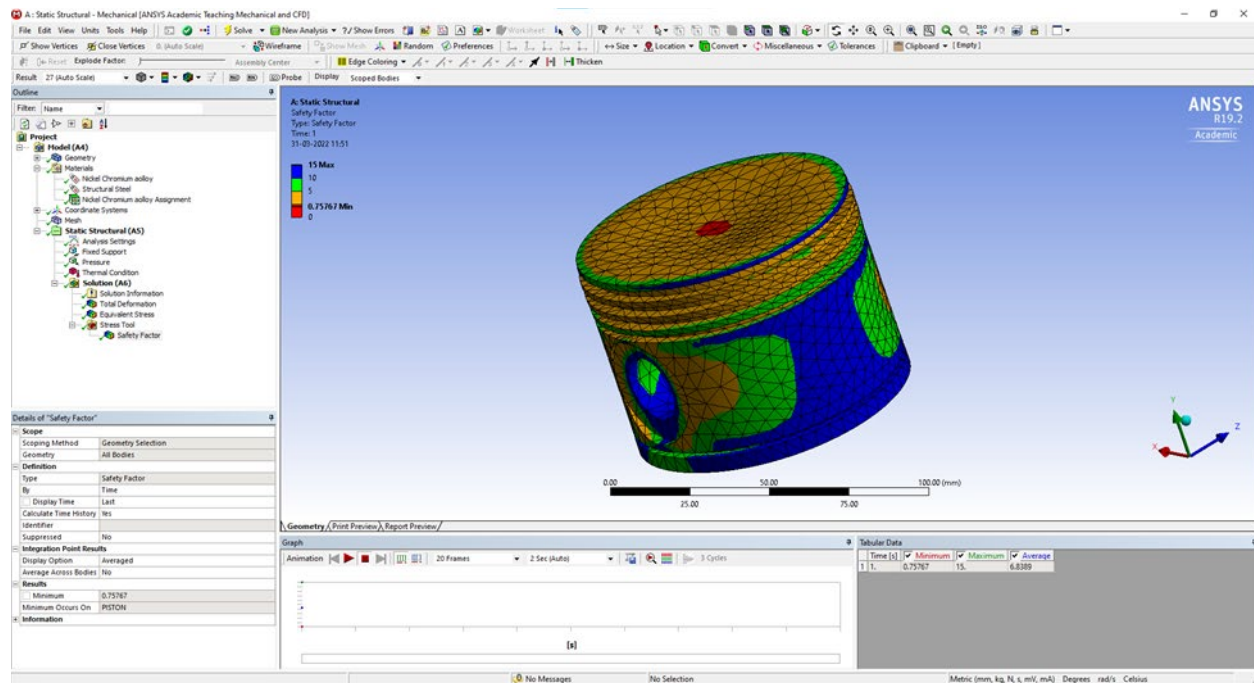 A : Static Structural - Mechanical [ANSYS Academic Teaching Mechanical and CFD]
File Edit View Units Tools Help Solve New Analysis ?/ Show Errors Worksheet
Show Vertices Close Vertices 0. (Auto Scale) Wireframe Show Mesh Random Preferences Size Location Convert Miscellaneous Tolerances Clipboard [Empty]
Reset Explode Factor: Assembly Center Edge Coloring Thicken
Result 27 (Auto Scale) Probe Display Scoped Bodies
Outline
Filter: Name
Project
Model (A4)
Geometry
Materials
Nickel Chromium aolloy
Structural Steel
Nickel Chromium aolloy Assignment
Coordinate Systems
Mesh
Static Structural (A5)
Analysis Settings
Fixed Support
Pressure
Thermal Condition
Solution (A6)
Solution Information
Total Deformation
Equivalent Stress
Stress Tool
Safety Factor
Details of "Safety Factor"
Scope
Scoping Method Geometry Selection
Geometry All Bodies
Definition
Type Safety Factor
By Time
Display Time Last
Calculate Time History Yes
Identifier
Suppressed No
Integration Point Results
Display Option Averaged
Average Across Bodies No
Results
Minimum 0.75767
Minimum Occurs On PISTON
Information
A: Static Structural
Safety Factor
Type: Safety Factor
Time: 1
31-03-2022 11:51
15 Max
10
5
0.75767 Min
0
ANSYS
R19.2
Academic
Y
Z
X
0.00 50.00 100.00 (mm)
25.00 75.00
Geometry Print Preview Report Preview
Graph
Animation 20 Frames 2 Sec (Auto) 3 Cycles
[s]
Tabular Data
Time [s] Minimum Maximum Average
1 1. 0.75767 15. 6.8389
No Messages No Selection Metric (mm, kg, N, s, mV, mA) Degrees rad/s Celsius